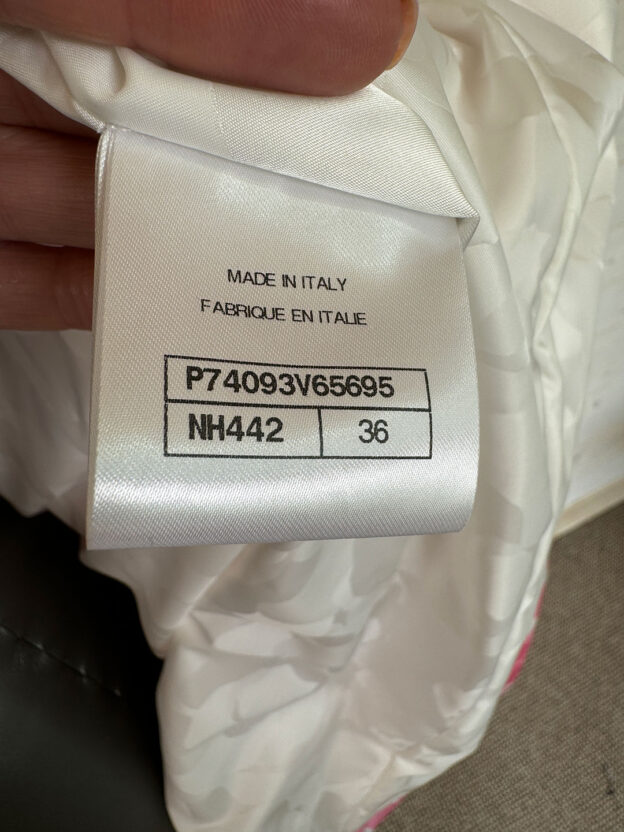 MADE IN ITALY
FABRIQUE EN ITALIE
P74093V65695
NH442 36